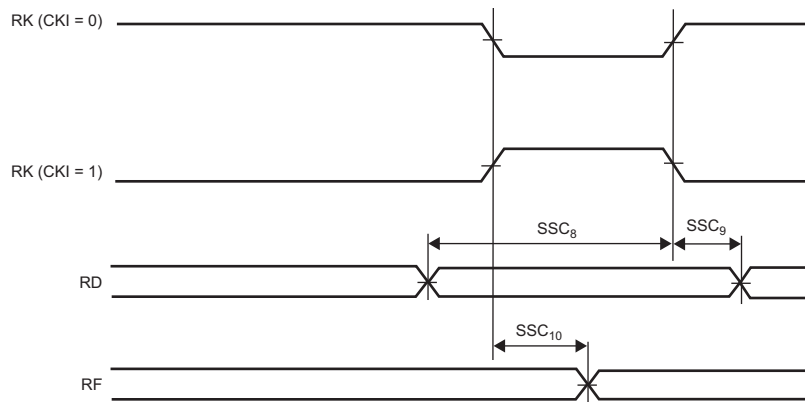 RK (CKI = 0)
RK (CKI = 1)
SSC8
SSC9
RD
SSC10
RF